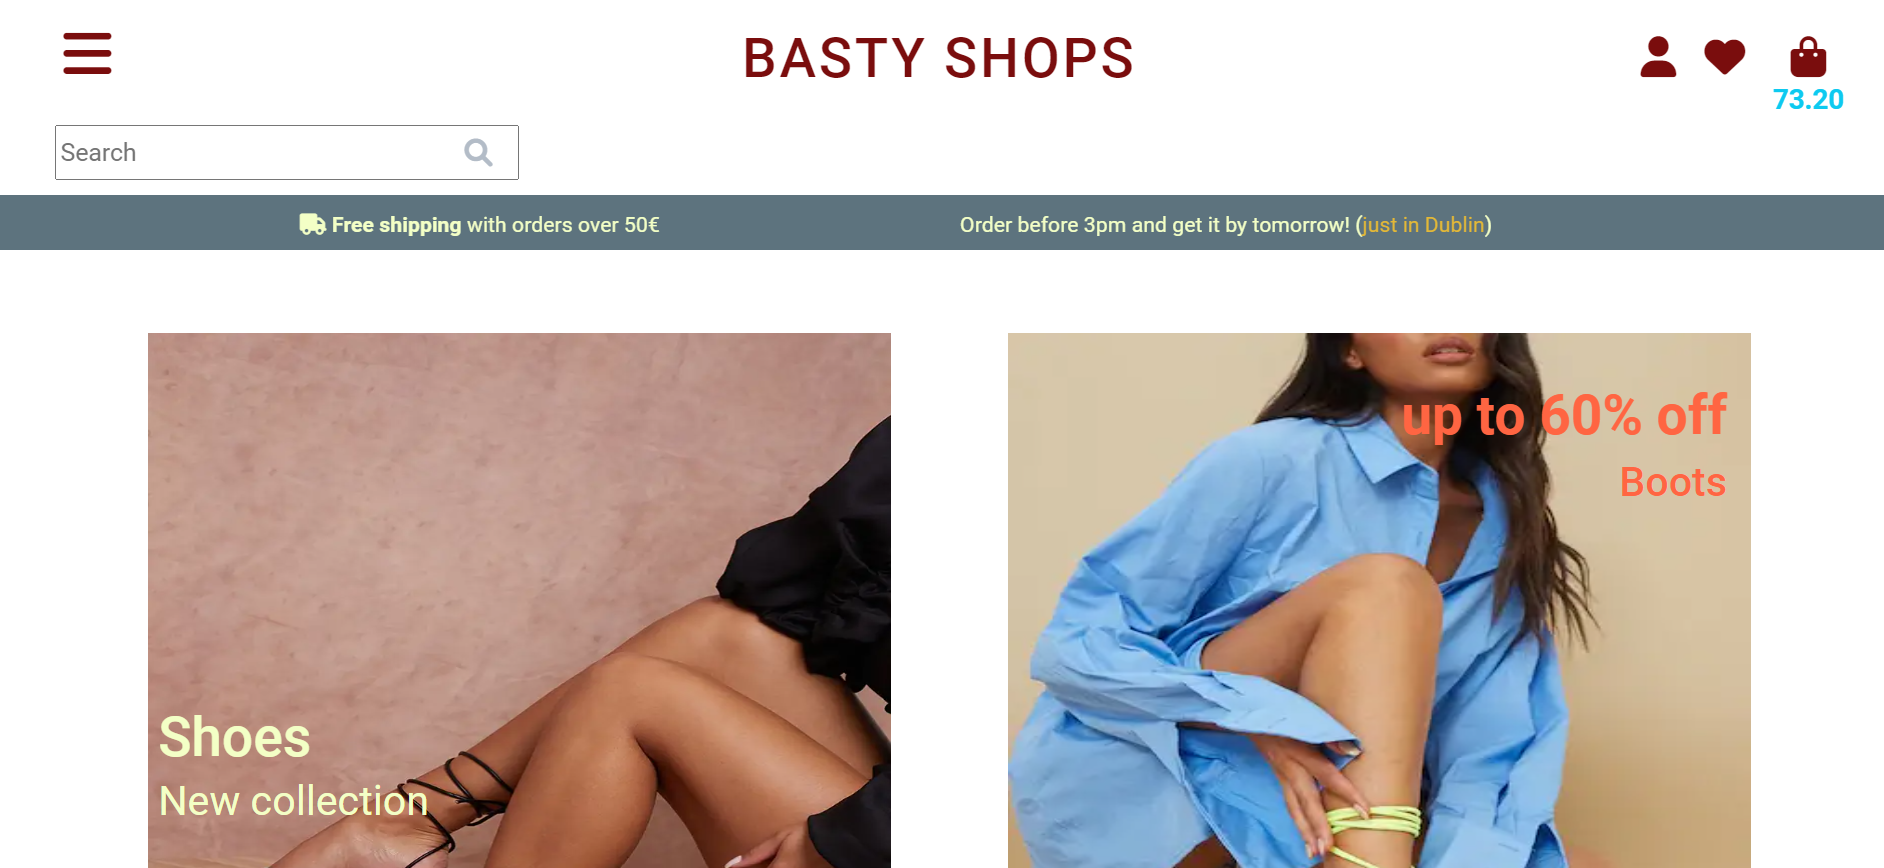 BASTY SHOPS
73.20
Search
Free shipping with orders over 50€
Order before 3pm and get it by tomorrow! (just in Dublin)
up to 60% off
Boots
Shoes
New collection